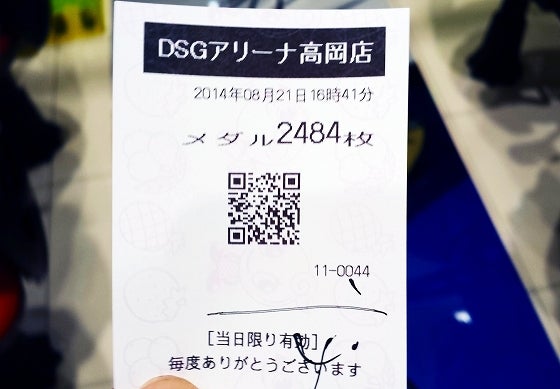 DSGアリーナ高岡店
2014年08月21日16時41分
メダル2484枚
11-0044
[当日限り有効]
毎度ありがとうございます